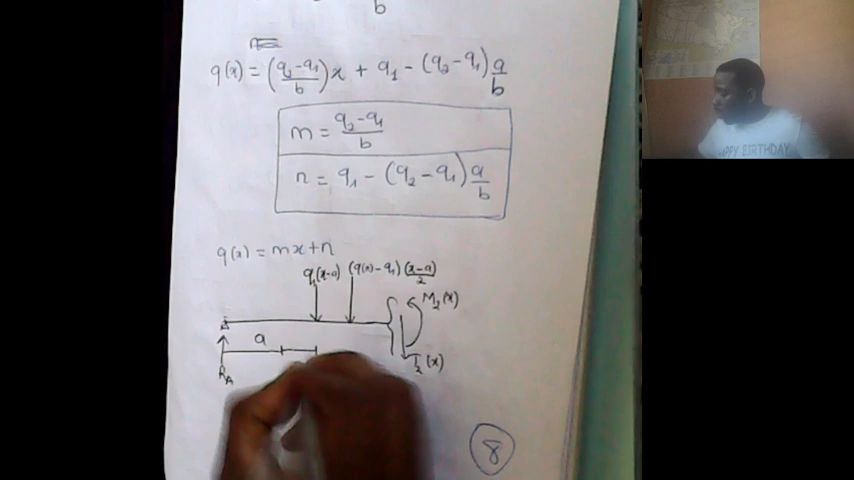 b
q(x) = (q₂-q₁/b)x + q₁ - (q₂-q₁)a/b
m = q₂-q₁/b
n = q₁ - (q₂-q₁)a/b
q(x) = mx+n
q₁(x-a) (q(x)-q₁)(x-a)/2
M₂(x)
a
T₂(x)
R_A
8
HAPPY BIRTHDAY